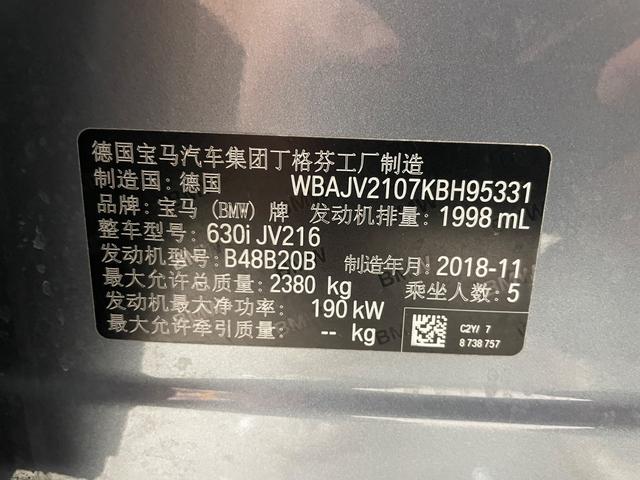 德国宝马汽车集团丁格芬工厂制造
制造国: 德国 WBAJV2107KBH95331
品牌: 宝马 (BMW) 牌 发动机排量: 1998 mL
整车型号: 630i JV216
发动机型号: B48B20B 制造年月: 2018-11
最大允许总质量: 2380 kg 乘坐人数: 5
发动机最大净功率: 190 kW
最大允许牵引质量: -- kg
C2Y/ 7
8 738 757